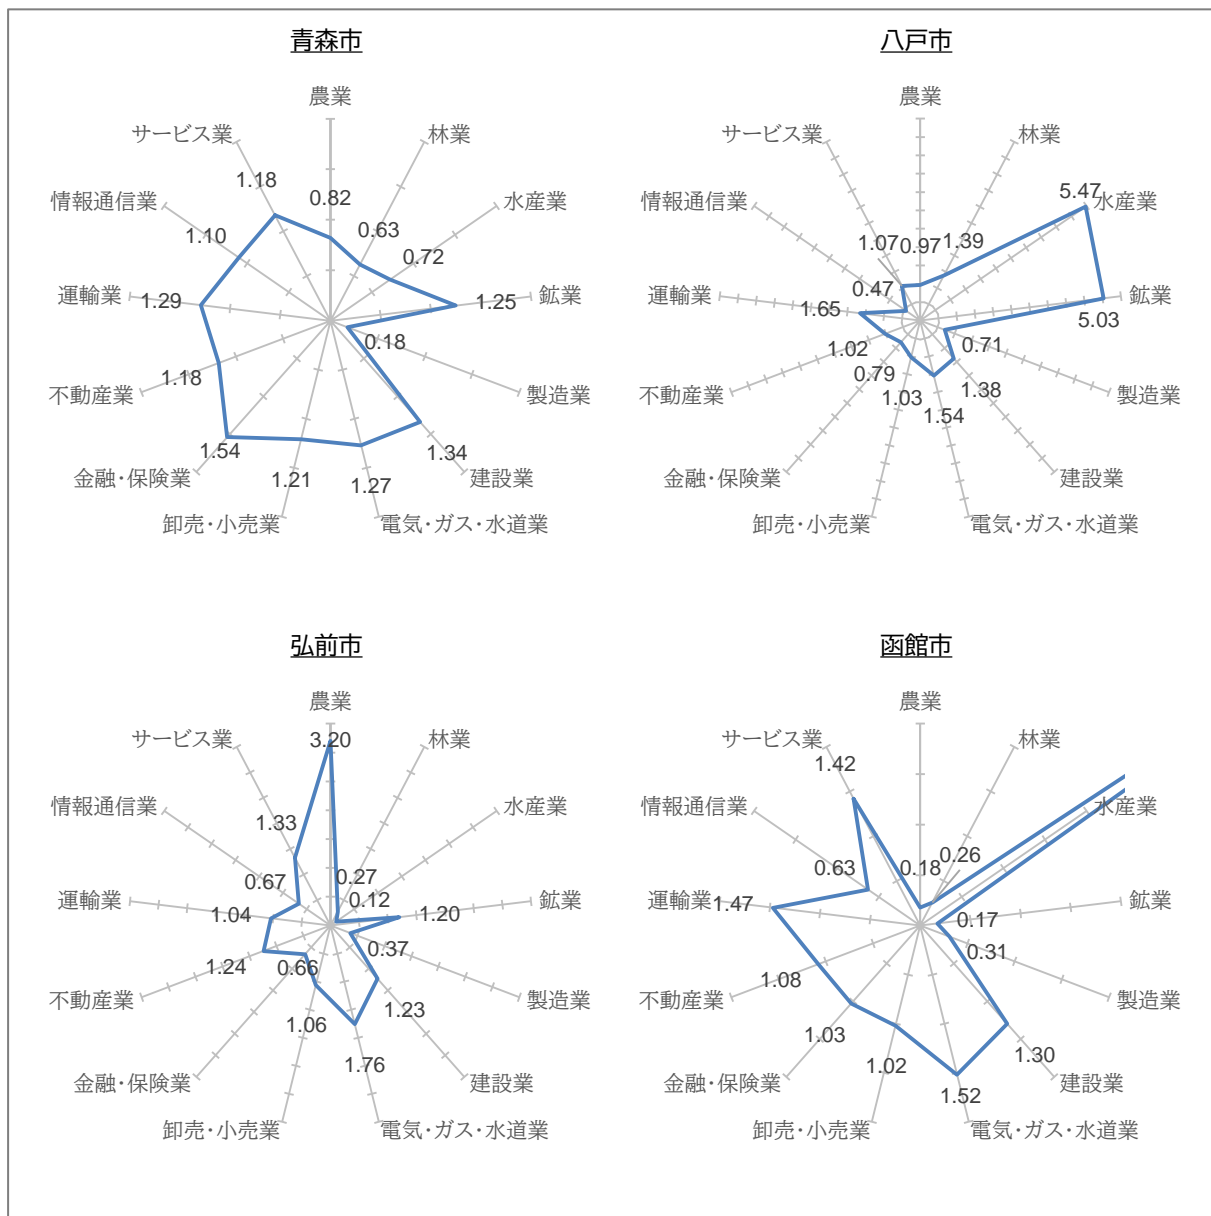 青森市
農業
林業
水産業
鉱業
製造業
建設業
電気・ガス・水道業
卸売・小売業
金融・保険業
不動産業
運輸業
情報通信業
サービス業
0.82
0.63
0.72
1.25
0.18
1.34
1.27
1.21
1.54
1.18
1.29
1.10
1.18
八戸市
農業
林業
水産業
鉱業
製造業
建設業
電気・ガス・水道業
卸売・小売業
金融・保険業
不動産業
運輸業
情報通信業
サービス業
0.97
1.39
5.47
5.03
0.71
1.38
1.54
1.03
0.79
1.02
1.65
0.47
1.07
弘前市
農業
林業
水産業
鉱業
製造業
建設業
電気・ガス・水道業
卸売・小売業
金融・保険業
不動産業
運輸業
情報通信業
サービス業
3.20
0.27
0.12
1.20
0.37
1.23
1.76
1.06
0.66
1.24
1.04
0.67
1.33
函館市
農業
林業
水産業
鉱業
製造業
建設業
電気・ガス・水道業
卸売・小売業
金融・保険業
不動産業
運輸業
情報通信業
サービス業
0.18
0.26
0.17
0.31
1.30
1.52
1.02
1.03
1.08
1.47
0.63
1.42